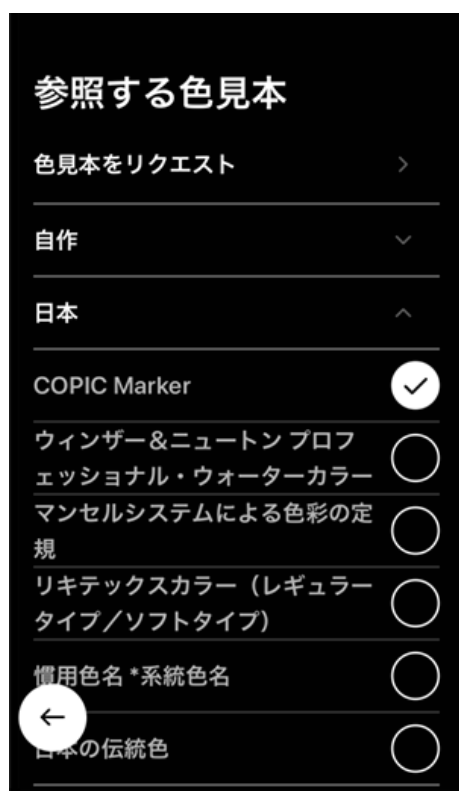 参照する色見本
色見本をリクエスト
自作
日本
COPIC Marker
ウィンザー＆ニュートン プロフ
ェッショナル・ウォーターカラー
マンセルシステムによる色彩の定
規
リキテックスカラー（レギュラー
タイプ／ソフトタイプ）
慣用色名 *系統色名
日本の伝統色